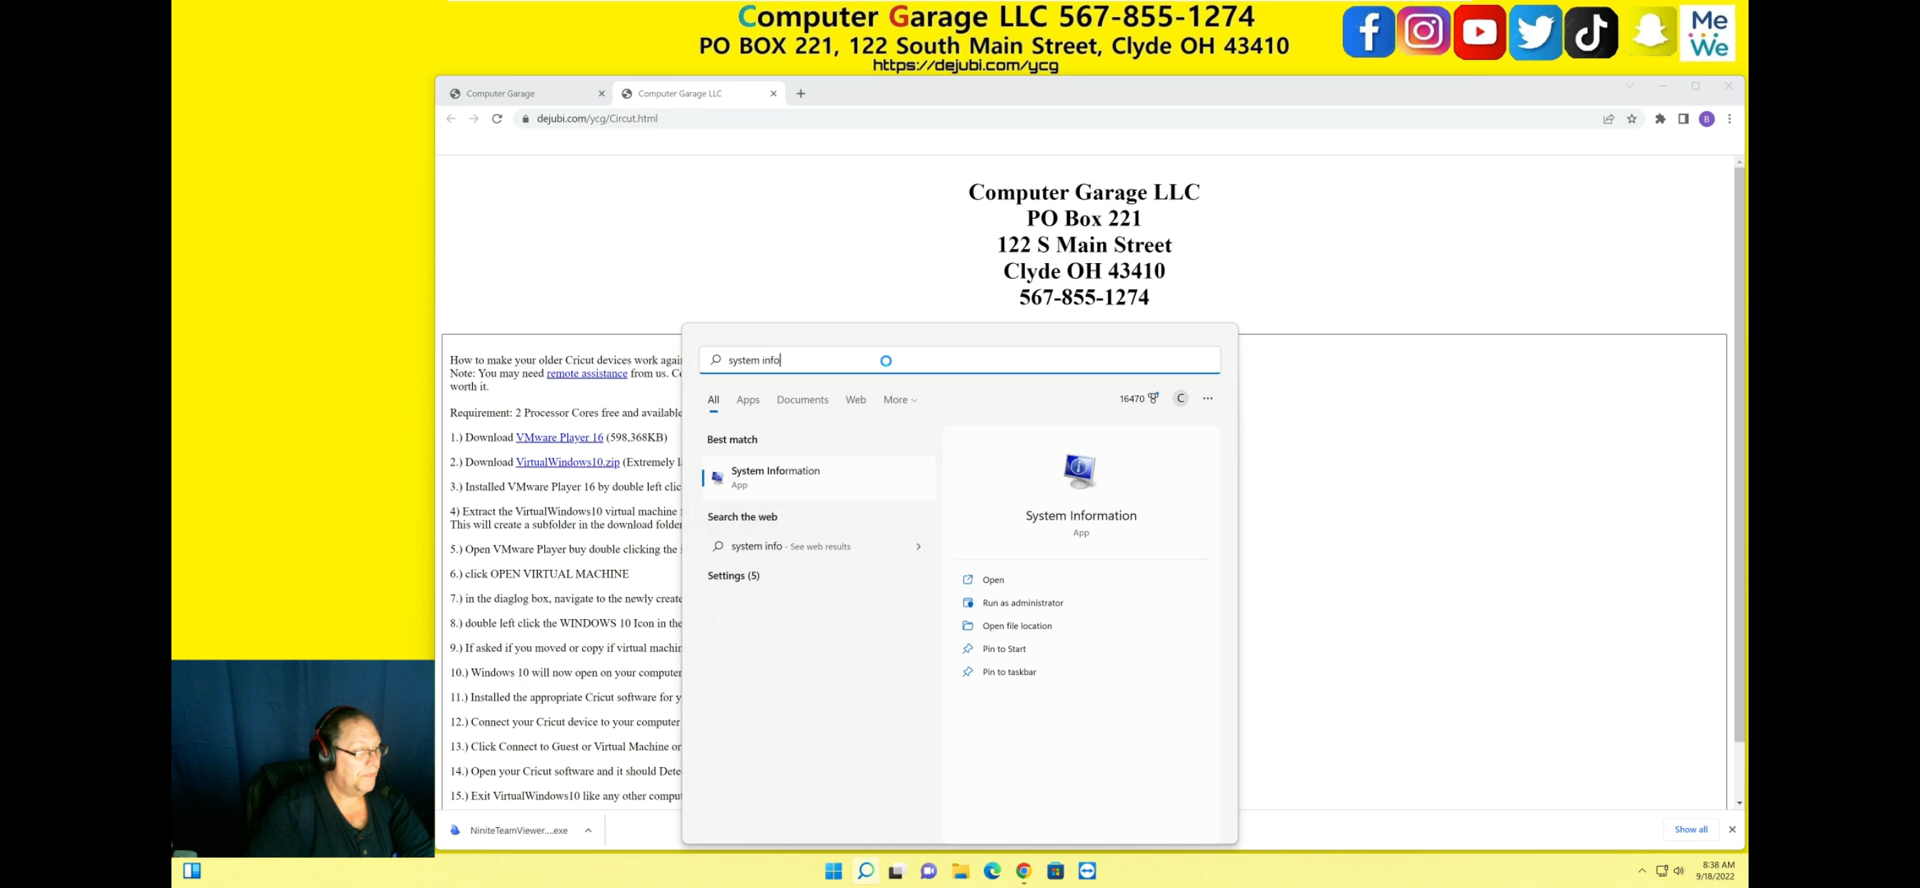 Computer Garage LLC 567-855-1274
PO BOX 221, 122 South Main Street, Clyde OH 43410
https://dejubi.com/ycg
Me
We
Computer Garage
Computer Garage LLC
dejubi.com/ycg/Circut.html
B
Computer Garage LLC
PO Box 221
122 S Main Street
Clyde OH 43410
567-855-1274
How to make your older Cricut devices work agai
Note: You may need remote assistance from us. Co
worth it.
Requirement: 2 Processor Cores free and available
1.) Download VMware Player 16 (598,368KB)
2.) Download VirtualWindows10.zip (Extremely l
3.) Installed VMware Player 16 by double left clic
4) Extract the VirtualWindows10 virtual machine
This will create a subfolder in the download folder
5.) Open VMware Player buy double clicking the
6.) click OPEN VIRTUAL MACHINE
7.) in the diaglog box, navigate to the newly create
8.) double left click the WINDOWS 10 Icon in the
9.) If asked if you moved or copy if virtual machin
10.) Windows 10 will now open on your computer
11.) Installed the appropriate Cricut software for y
12.) Connect your Cricut device to your computer
13.) Click Connect to Guest or Virtual Machine or
14.) Open your Cricut software and it should Dete
15.) Exit VirtualWindows10 like any other compu
system info
All Apps Documents Web More
16470
C
Best match
System Information
App
Search the web
system info - See web results
Settings (5)
System Information
App
Open
Run as administrator
Open file location
Pin to Start
Pin to taskbar
NiniteTeamViewer....exe
Show all
8:38 AM
9/18/2022